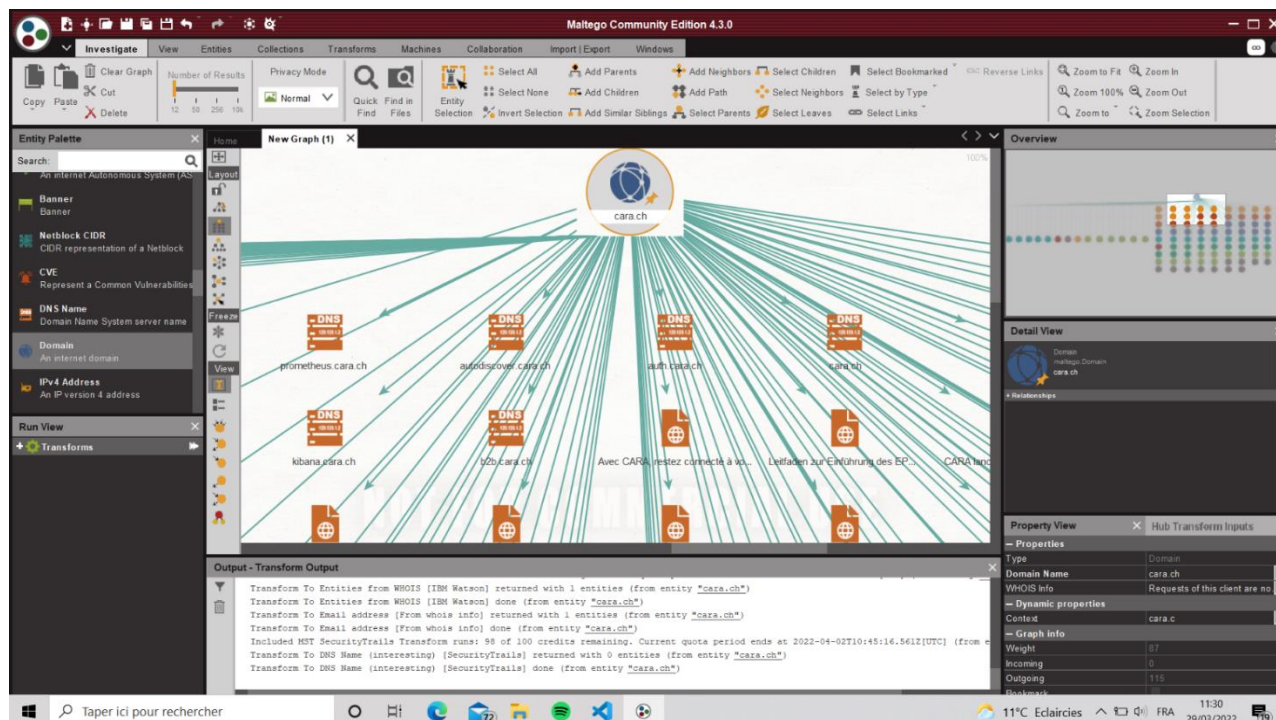 Maltego Community Edition 4.3.0
Investigate View Entities Collections Transforms Machines Collaboration Import | Export Windows
Copy Paste Clear Graph Cut Delete
Number of Results 12 50 256 10k
Privacy Mode Normal
Quick Find Find in Files
Entity Selection
Select All Select None Invert Selection
Add Parents Add Children Add Similar Siblings
Add Neighbors Add Path Select Parents
Select Children Select Neighbors Select Leaves
Select Bookmarked Select by Type Select Links
Reverse Links
Zoom to Fit Zoom 100% Zoom to
Zoom In Zoom Out Zoom Selection
Entity Palette
Search:
An internet Autonomous System (AS
Banner
Banner
Netblock CIDR
CIDR representation of a Netblock
CVE
Represent a Common Vulnerabilities
DNS Name
Domain Name System server name
Domain
An internet domain
IPv4 Address
An IP version 4 address
Run View
Transforms
Home New Graph (1)
Layout
Freeze
View
100%
cara.ch
DNS DNS DNS DNS
prometheus.cara.ch autodiscover.cara.ch auth.cara.ch cara.ch
DNS DNS
kibana.cara.ch b2b.cara.ch Avec CARA, restez connecté à vo... Leitfaden zur Einführung des EP... CARA lanc
Output - Transform Output
Transform To Entities from WHOIS [IBM Watson] returned with 1 entities (from entity "cara.ch")
Transform To Entities from WHOIS [IBM Watson] done (from entity "cara.ch")
Transform To Email address [From whois info] returned with 1 entities (from entity "cara.ch")
Transform To Email address [From whois info] done (from entity "cara.ch")
Included MST SecurityTrails Transform runs: 98 of 100 credits remaining. Current quota period ends at 2022-04-02T10:45:16.561Z[UTC] (from e
Transform To DNS Name (interesting) [SecurityTrails] returned with 0 entities (from entity "cara.ch")
Transform To DNS Name (interesting) [SecurityTrails] done (from entity "cara.ch")
Overview
Detail View
Domain
maltego.Domain
cara.ch
+ Relationships
Property View Hub Transform Inputs
Properties
Type Domain
Domain Name cara.ch
WHOIS Info Requests of this client are no
Dynamic properties
Context cara.c
Graph info
Weight 87
Incoming 0
Outgoing 115
Bookmark
Taper ici pour rechercher
72
11°C Eclaircies FRA
11:30
29/03/2022